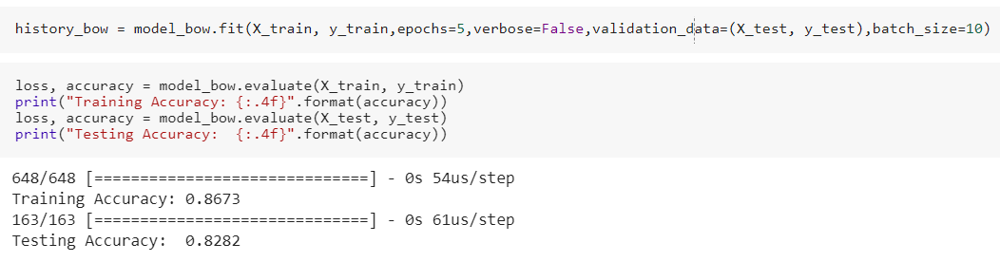 history_bow = model_bow.fit(X_train, y_train,epochs=5,verbose=False,validation_data=(X_test, y_test),batch_size=10)
loss, accuracy = model_bow.evaluate(X_train, y_train)
print("Training Accuracy: {:.4f}".format(accuracy))
loss, accuracy = model_bow.evaluate(X_test, y_test)
print("Testing Accuracy:  {:.4f}".format(accuracy))
648/648 [==============================] - 0s 54us/step
Training Accuracy: 0.8673
163/163 [==============================] - 0s 61us/step
Testing Accuracy:  0.8282